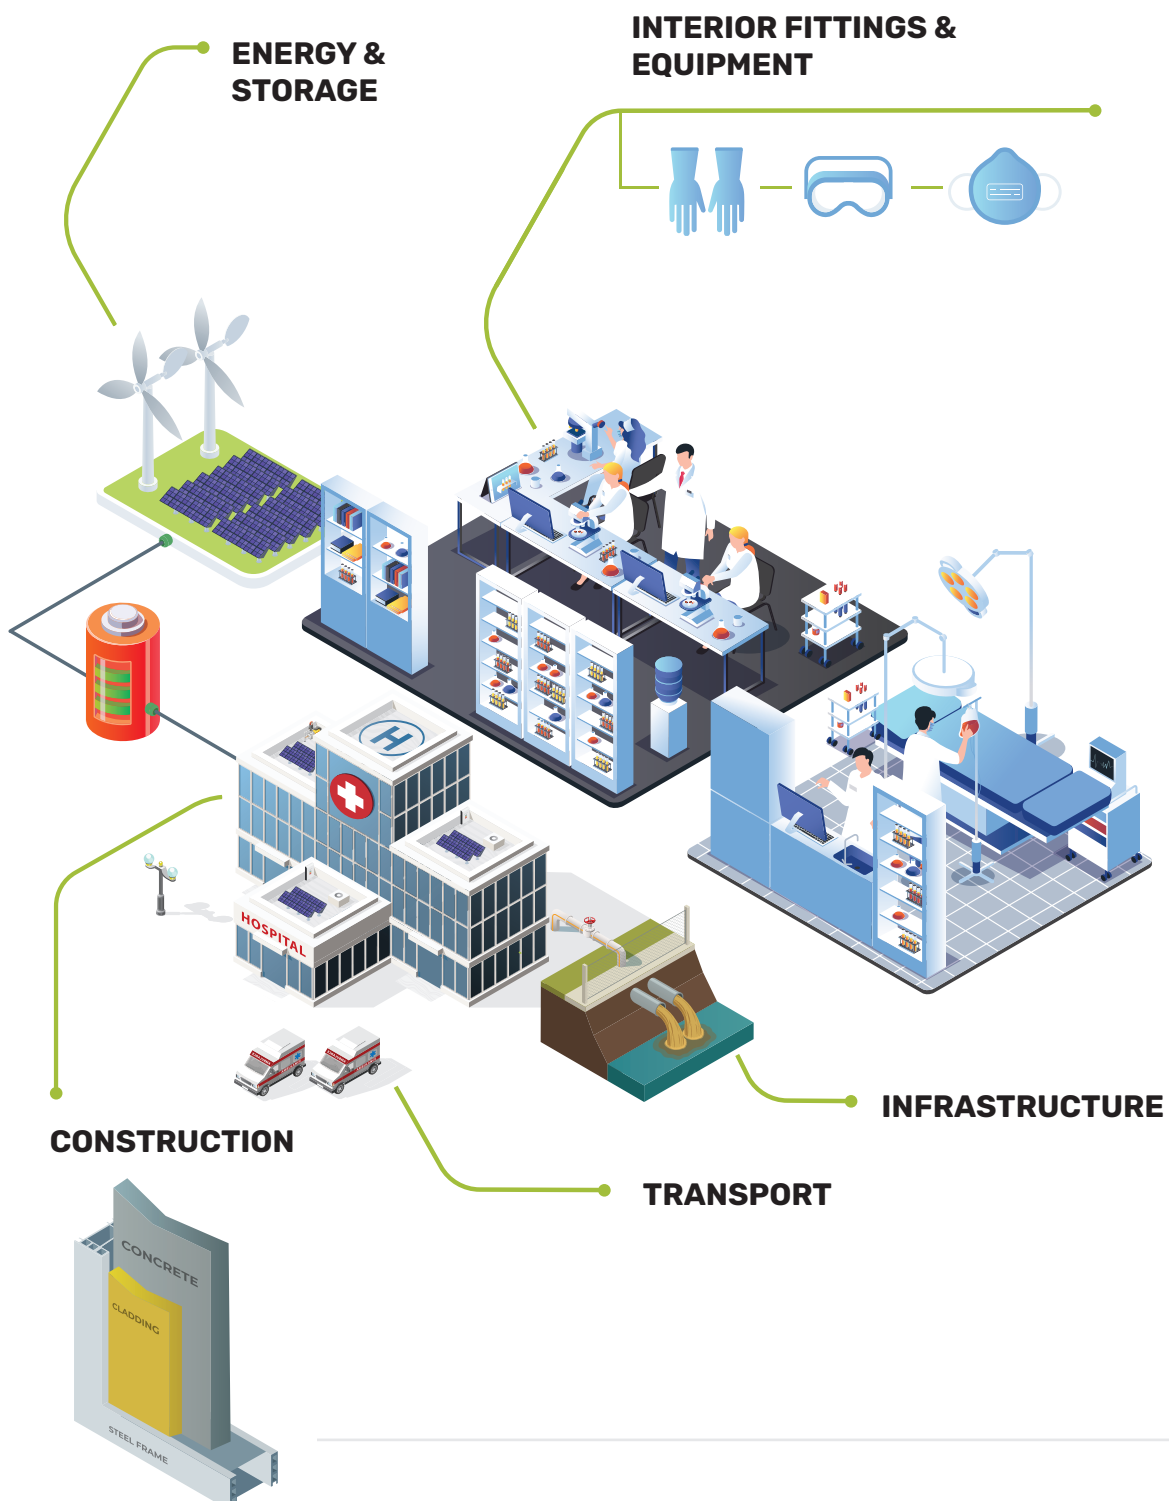 ENERGY &
STORAGE
INTERIOR FITTINGS &
EQUIPMENT
H
HOSPITAL
INFRASTRUCTURE
CONSTRUCTION
TRANSPORT
CONCRETE
CLADDING
STEEL FRAME